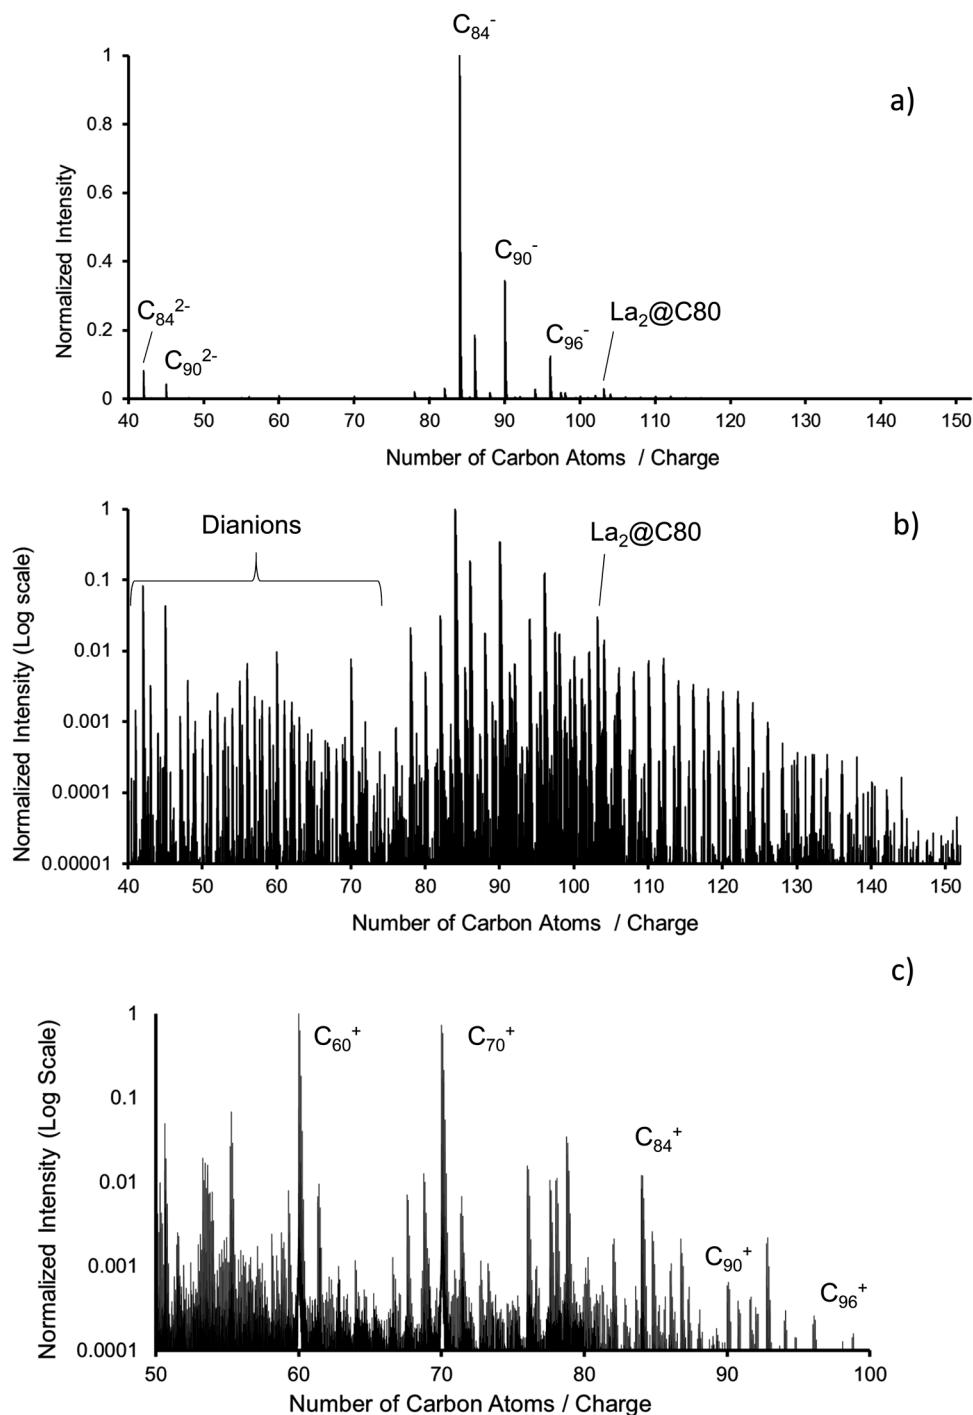 C₈₄⁻
a)
1
0.8
0.6
0.4
0.2
0
Normalized Intensity
C₈₄²⁻
C₉₀²⁻
C₉₀⁻
C₉₆⁻
La₂@C80
40 50 60 70 80 90 100 110 120 130 140 150
Number of Carbon Atoms / Charge
b)
1
0.1
0.01
0.001
0.0001
0.00001
Normalized Intensity (Log scale)
Dianions
La₂@C80
40 50 60 70 80 90 100 110 120 130 140 150
Number of Carbon Atoms / Charge
c)
1
0.1
0.01
0.001
0.0001
Normalized Intensity (Log Scale)
C₆₀⁺
C₇₀⁺
C₈₄⁺
C₉₀⁺
C₉₆⁺
50 60 70 80 90 100
Number of Carbon Atoms / Charge